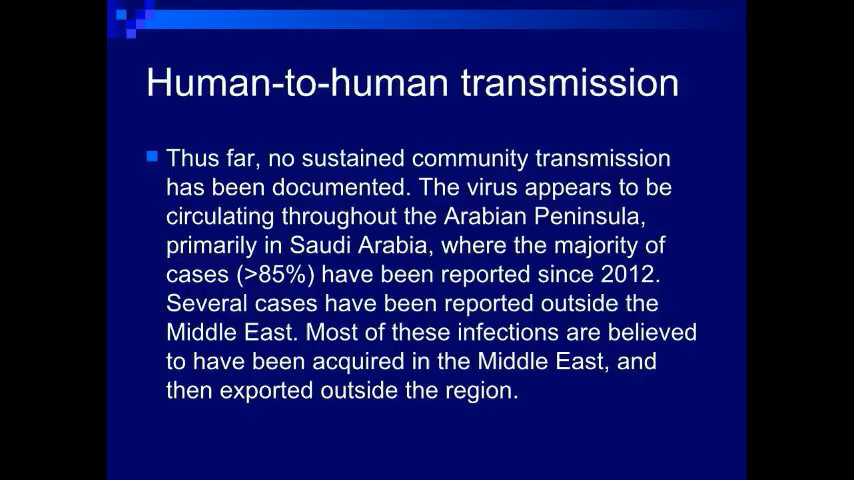 Human-to-human transmission
Thus far, no sustained community transmission
has been documented. The virus appears to be
circulating throughout the Arabian Peninsula,
primarily in Saudi Arabia, where the majority of
cases (>85%) have been reported since 2012.
Several cases have been reported outside the
Middle East. Most of these infections are believed
to have been acquired in the Middle East, and
then exported outside the region.